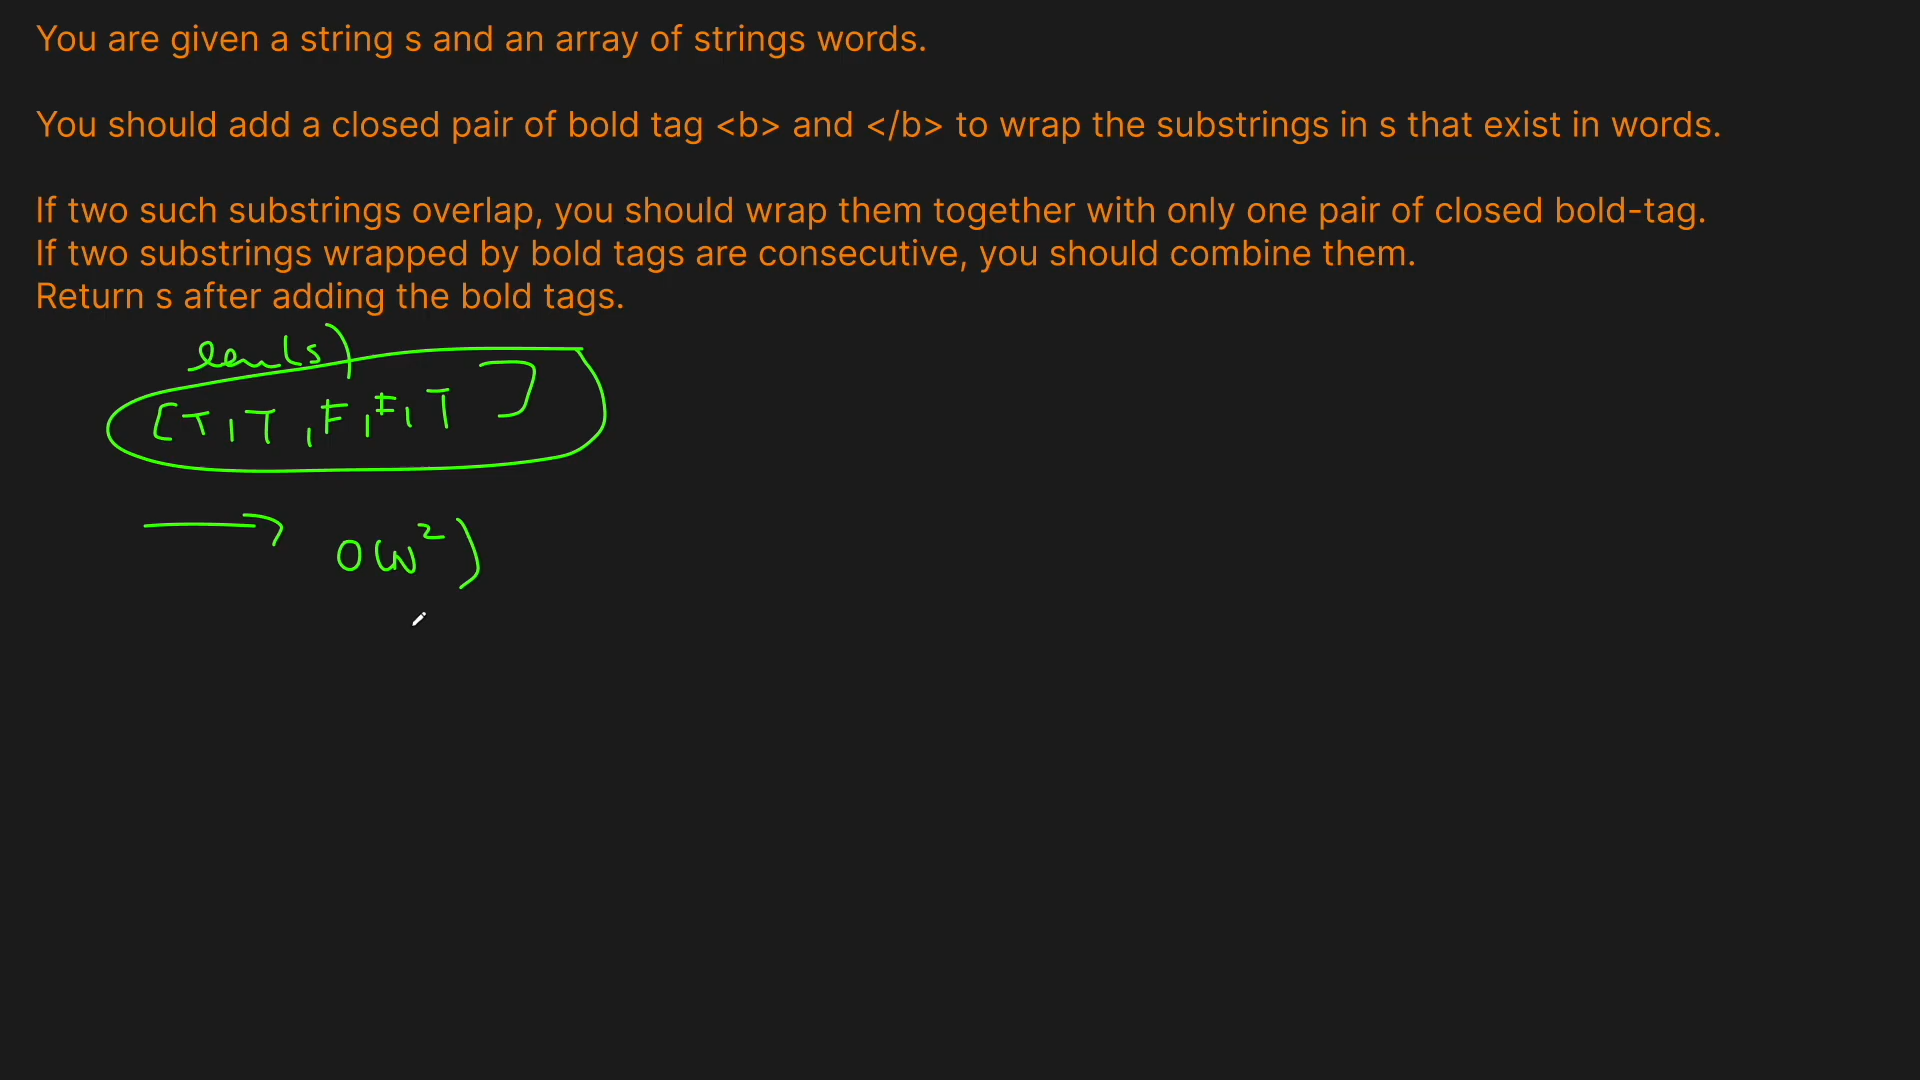 You are given a string s and an array of strings words.
You should add a closed pair of bold tag <b> and </b> to wrap the substrings in s that exist in words.
If two such substrings overlap, you should wrap them together with only one pair of closed bold-tag.
If two substrings wrapped by bold tags are consecutive, you should combine them.
Return s after adding the bold tags.
len(s)
[T,T,F,F,T]
O(N²)